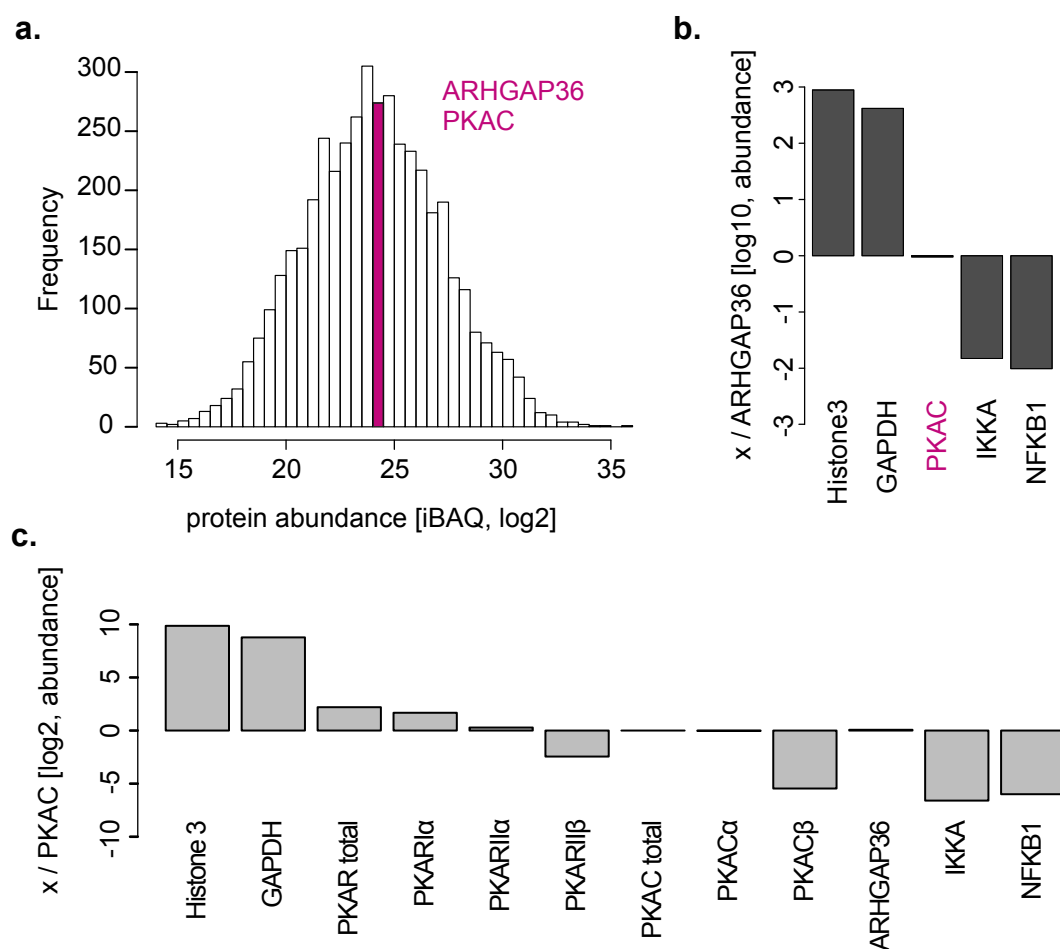 a.
300
250
200
150
100
50
0
Frequency
ARHGAP36
PKAC
15 20 25 30 35
protein abundance [iBAQ, log2]
b.
3
2
1
0
-1
-2
-3
x / ARHGAP36 [log10, abundance]
Histone3
GAPDH
PKAC
IKKA
NFKB1
c.
10
5
0
-5
-10
x / PKAC [log2, abundance]
Histone 3
GAPDH
PKAR total
PKARIα
PKARIIα
PKARIIβ
PKAC total
PKACα
PKACβ
ARHGAP36
IKKA
NFKB1